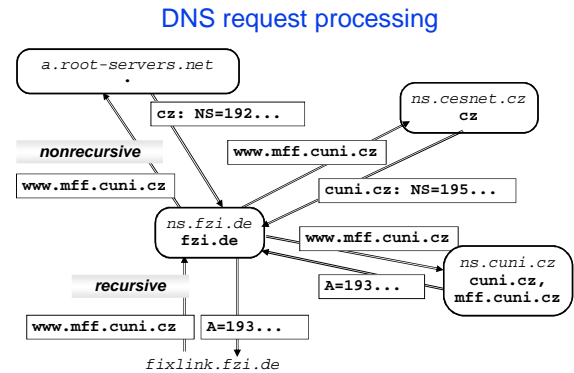 DNS request processing
a.root-servers.net
.
cz: NS=192...
ns.cesnet.cz
cz
nonrecursive
www.mff.cuni.cz
www.mff.cuni.cz
cuni.cz: NS=195...
ns.fzi.de
fzi.de
www.mff.cuni.cz
ns.cuni.cz
cuni.cz,
mff.cuni.cz
A=193...
recursive
www.mff.cuni.cz
A=193...
fixlink.fzi.de